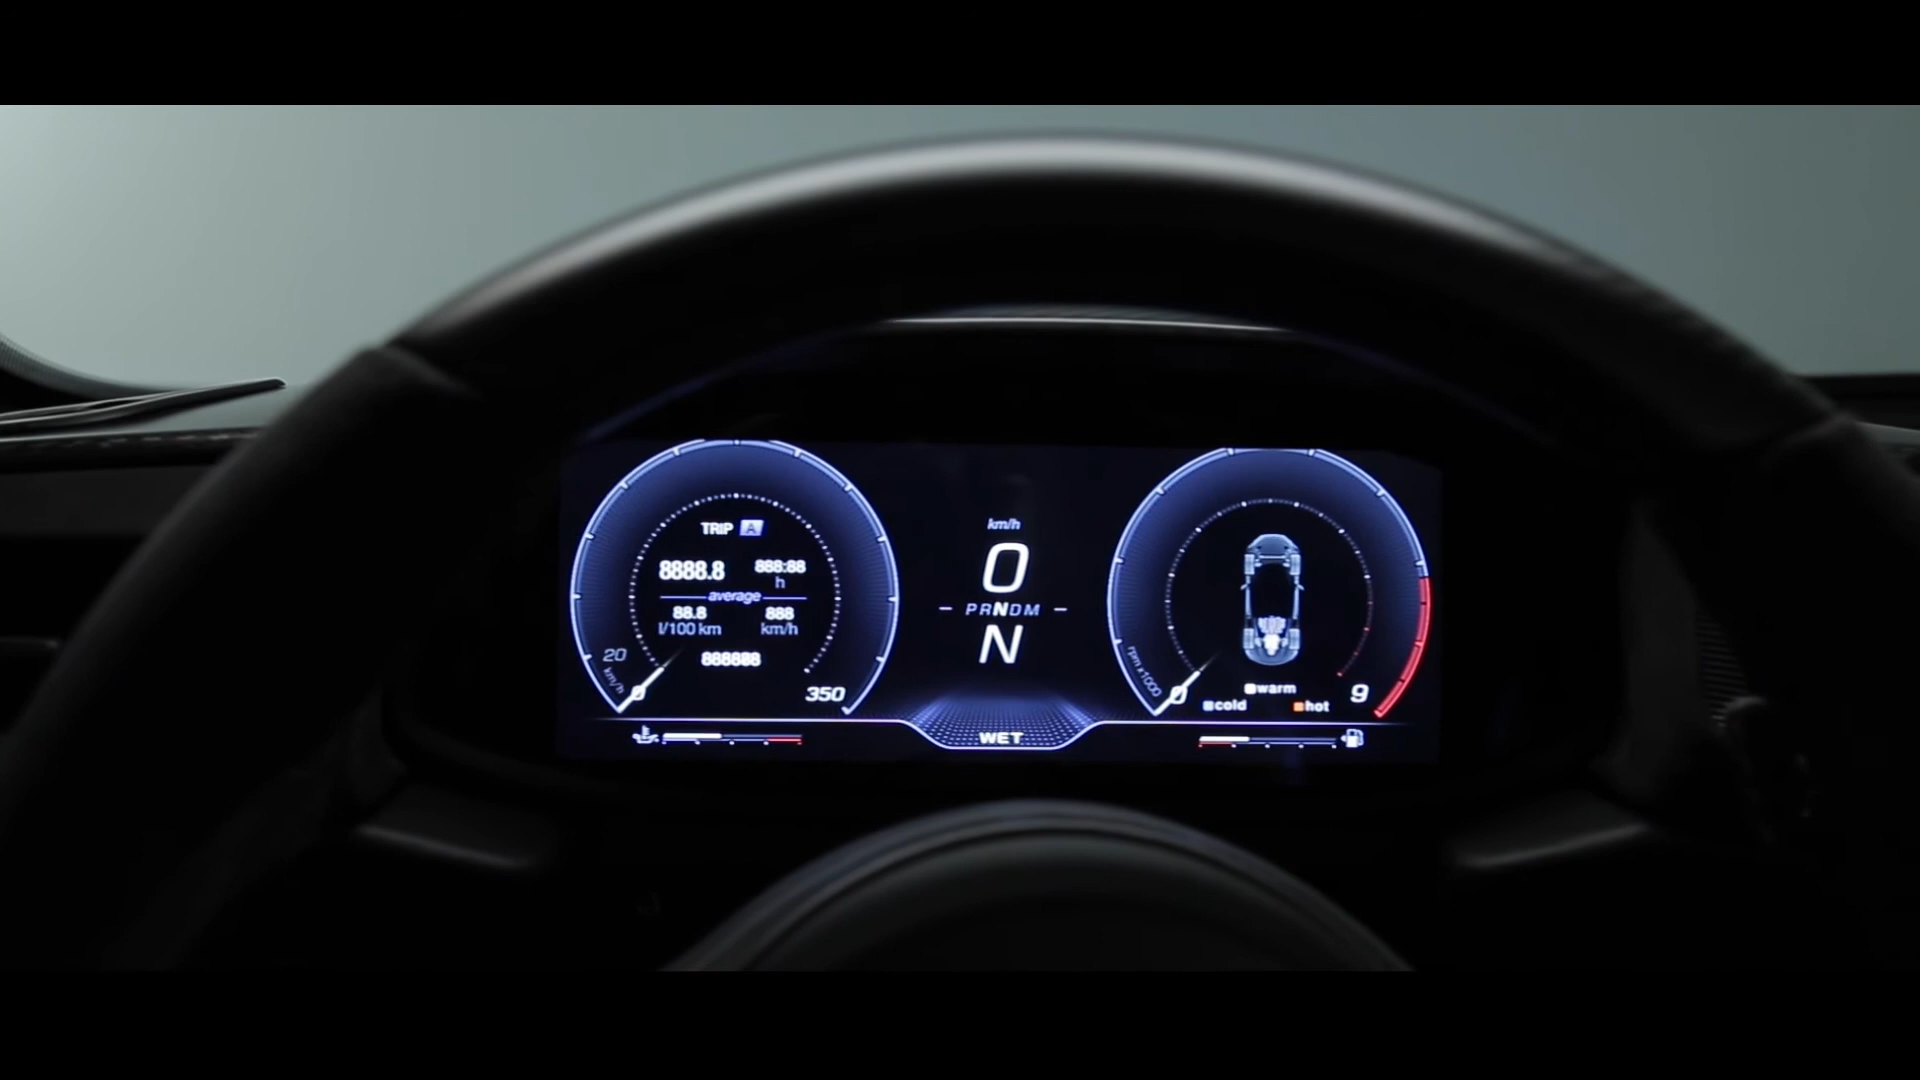 TRIP A
8888.8 888:88
h
average
88.8 888
l/100 km km/h
888888
20
km/h
0
350
km/h
0
PRNDM
N
WET
rpm x1000
0
warm
cold
hot
9